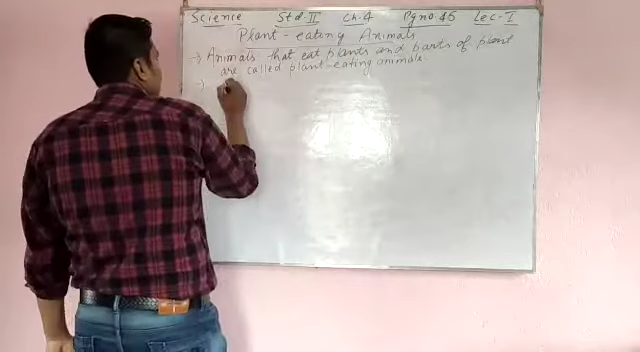 Science Std-II Ch.4 Pg no.45 Lec-I
Plant-eating Animals
→ Animals that eat plants and parts of plant
are called plant-eating animals.
→